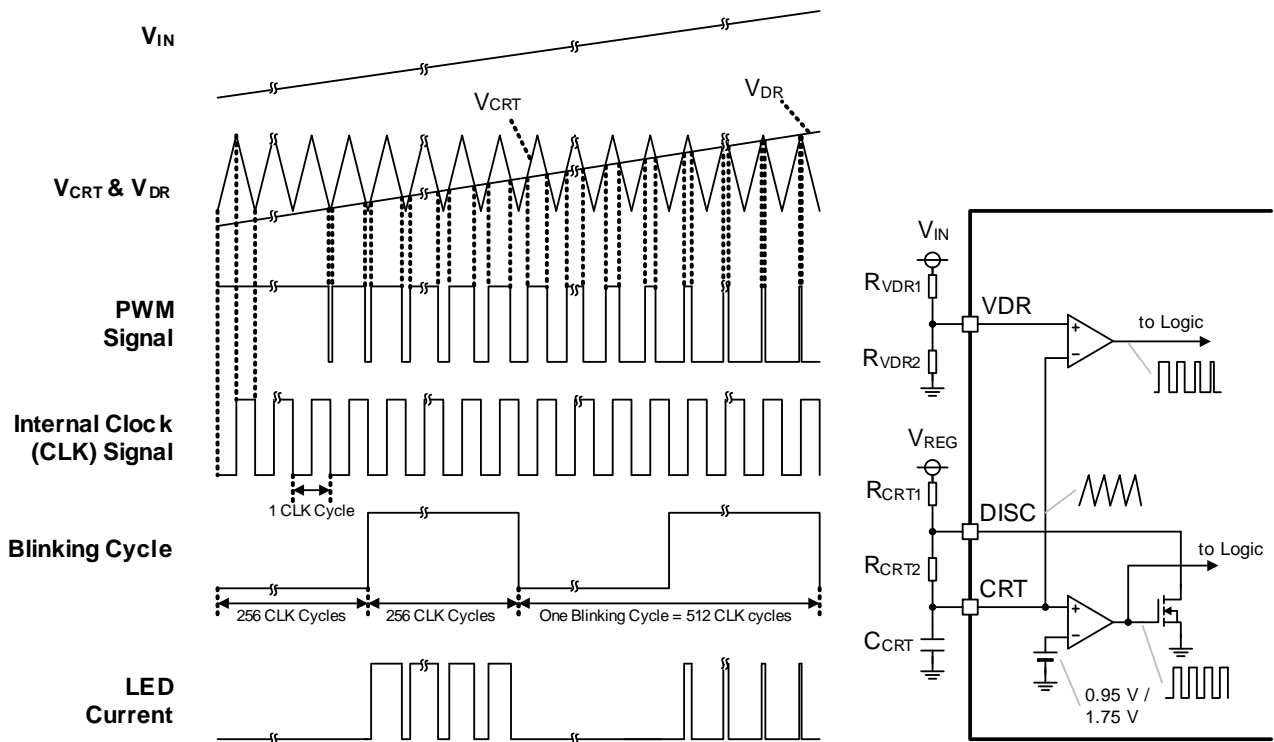 VIN
VCRT
VDR
VCRT & VDR
PWM
Signal
Internal Clock
(CLK) Signal
1 CLK Cycle
Blinking Cycle
256 CLK Cycles
256 CLK Cycles
One Blinking Cycle = 512 CLK cycles
LED
Current
VIN
RVDR1
VDR
to Logic
RVDR2
VREG
RCRT1
DISC
to Logic
RCRT2
CRT
CCRT
0.95 V /
1.75 V